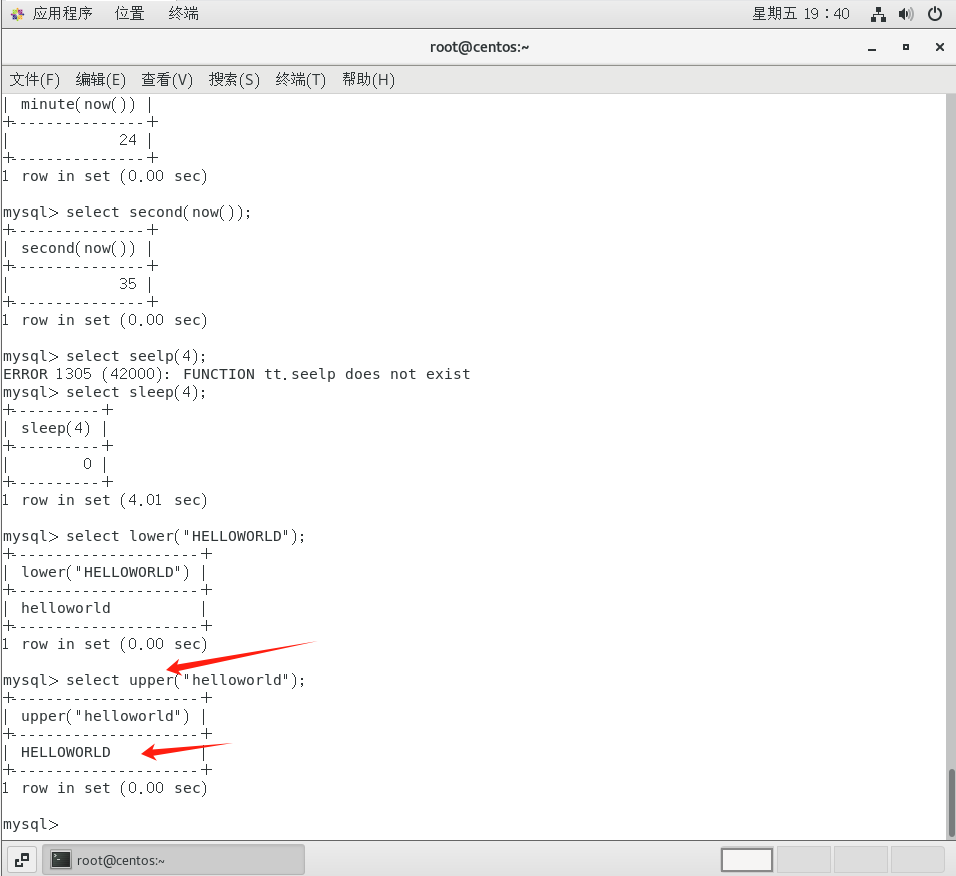 应用程序 位置 终端 星期五 19：40
root@centos:~
文件(F) 编辑(E) 查看(V) 搜索(S) 终端(T) 帮助(H)
| minute(now()) |
+---------------+
|            24 |
+---------------+
1 row in set (0.00 sec)
mysql> select second(now());
+---------------+
| second(now()) |
+---------------+
|            35 |
+---------------+
1 row in set (0.00 sec)
mysql> select seelp(4);
ERROR 1305 (42000): FUNCTION tt.seelp does not exist
mysql> select sleep(4);
+----------+
| sleep(4) |
+----------+
|        0 |
+----------+
1 row in set (4.01 sec)
mysql> select lower("HELLOWORLD");
+---------------------+
| lower("HELLOWORLD") |
+---------------------+
| helloworld          |
+---------------------+
1 row in set (0.00 sec)
mysql> select upper("helloworld");
+---------------------+
| upper("helloworld") |
+---------------------+
| HELLOWORLD          |
+---------------------+
1 row in set (0.00 sec)
mysql>
root@centos:~